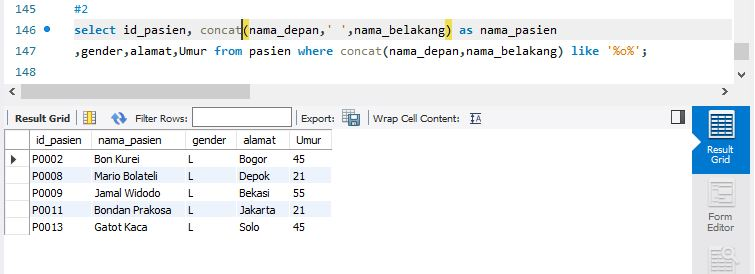 145 #2
146 select id_pasien, concat(nama_depan,' ',nama_belakang) as nama_pasien
147 ,gender,alamat,Umur from pasien where concat(nama_depan,nama_belakang) like '%o%';
148
Result Grid Filter Rows: Export: Wrap Cell Content: IA
id_pasien nama_pasien gender alamat Umur
P0002 Bon Kurei L Bogor 45
P0008 Mario Bolateli L Depok 21
P0009 Jamal Widodo L Bekasi 55
P0011 Bondan Prakosa L Jakarta 21
P0013 Gatot Kaca L Solo 45
Result
Grid
Form
Editor